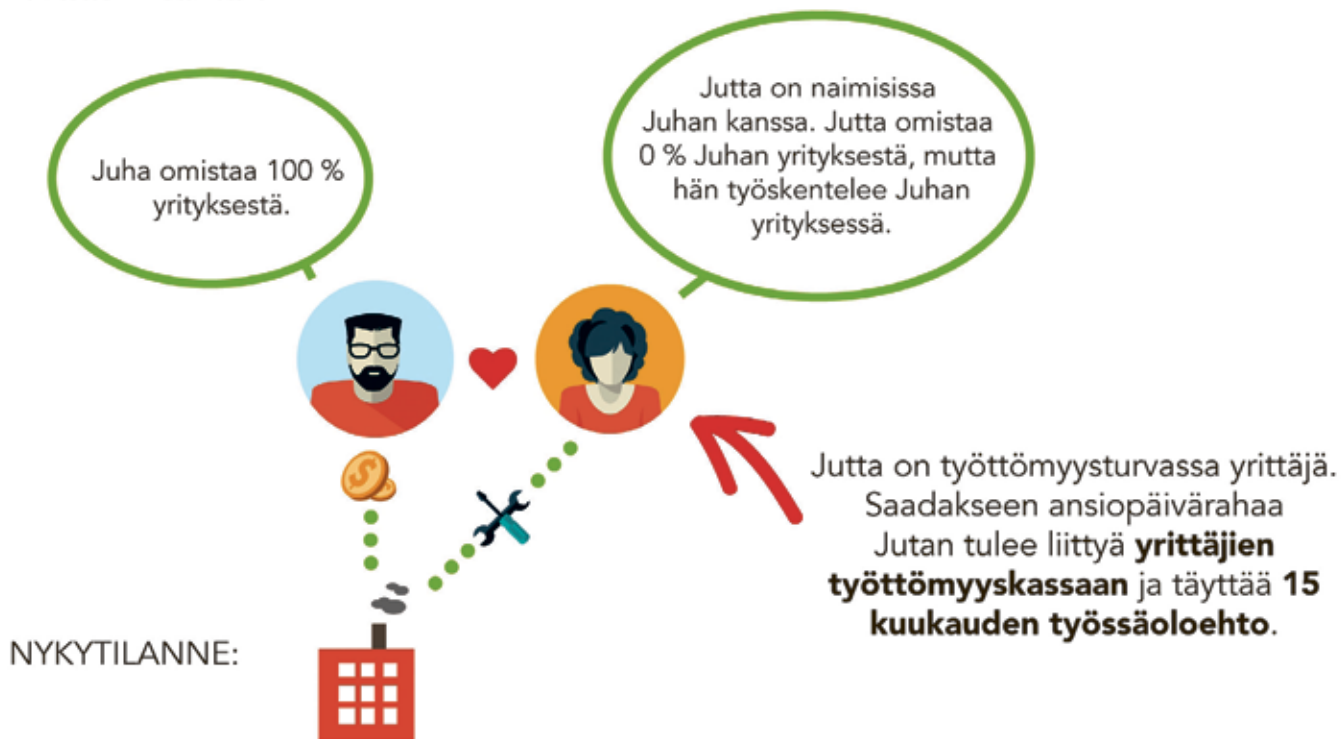 Juha omistaa 100 %
yrityksestä.
Jutta on naimisissa
Juhan kanssa. Jutta omistaa
0 % Juhan yrityksestä, mutta
hän työskentelee Juhan
yrityksessä.
Jutta on työttömyysturvassa yrittäjä.
Saadakseen ansiopäivärahaa
Jutan tulee liittyä yrittäjien
työttömyyskassaan ja täyttää 15
kuukauden työssäoloehto.
NYKYTILANNE: